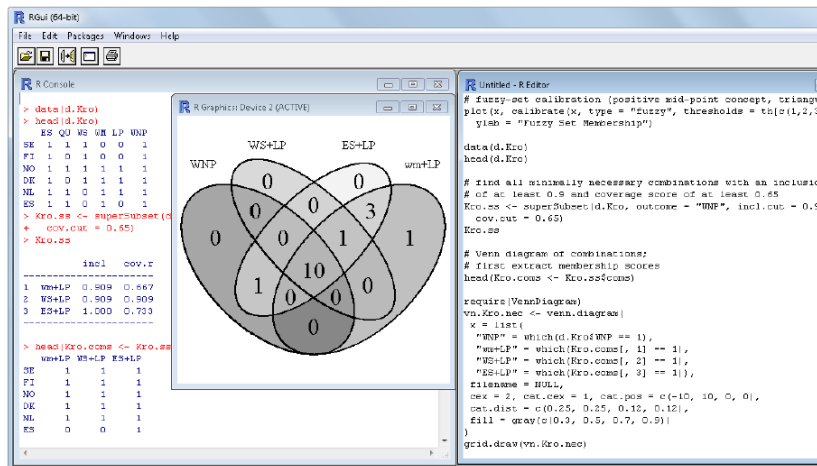 RGui (64-bit)
File Edit Packages Windows Help
R Console
> data(d.Kro)
> head(d.Kro)
ES QU WS WM LP WNP
SE 1 1 1 0 0 1
FI 1 0 1 0 0 1
NO 1 1 1 1 1 1
DK 1 0 1 1 1 1
NL 1 1 0 1 1 1
ES 1 1 0 1 0 1
> Kro.ss <- superSubset(d
+ cov.cut = 0.65)
> Kro.ss
incl cov.r
------------------------
1 wm+LP 0.909 0.667
2 WS+LP 0.909 0.909
3 ES+LP 1.000 0.733
------------------------
> head(Kro.coms <- Kro.ss
wm+LP WS+LP ES+LP
SE 1 1 1
FI 1 1 1
NO 1 1 1
DK 1 1 1
NL 1 1 1
ES 0 0 1
R Graphics: Device 2 (ACTIVE)
WS+LP ES+LP
WNP wm+LP
0 0
0 0 3
0 0 1 1
10
1 0
0 0
0
Untitled - R Editor
# fuzzy-set calibration (positive mid-point concept, triangu
plot(x, calibrate(x, type = "fuzzy", thresholds = th[c(1,2,3
ylab = "Fuzzy Set Membership")
data(d.Kro)
head(d.Kro)
# find all minimally necessary combinations with an inclusio
# of at least 0.9 and coverage score of at least 0.65
Kro.ss <- superSubset(d.Kro, outcome = "WNP", incl.cut = 0.9
cov.cut = 0.65)
Kro.ss
# Venn diagram of combinations;
# first extract membership scores
head(Kro.coms <- Kro.ss$coms)
require(VennDiagram)
vn.Kro.nec <- venn.diagram(
x = list(
"WNP" = which(d.Kro$WNP == 1),
"wm+LP" = which(Kro.coms[, 1] == 1),
"WS+LP" = which(Kro.coms[, 2] == 1),
"ES+LP" = which(Kro.coms[, 3] == 1)),
filename = NULL,
cex = 2, cat.cex = 1, cat.pos = c(-10, 10, 0, 0),
cat.dist = c(0.25, 0.25, 0.12, 0.12),
fill = gray(c(0.3, 0.5, 0.7, 0.9))
)
grid.draw(vn.Kro.nec)